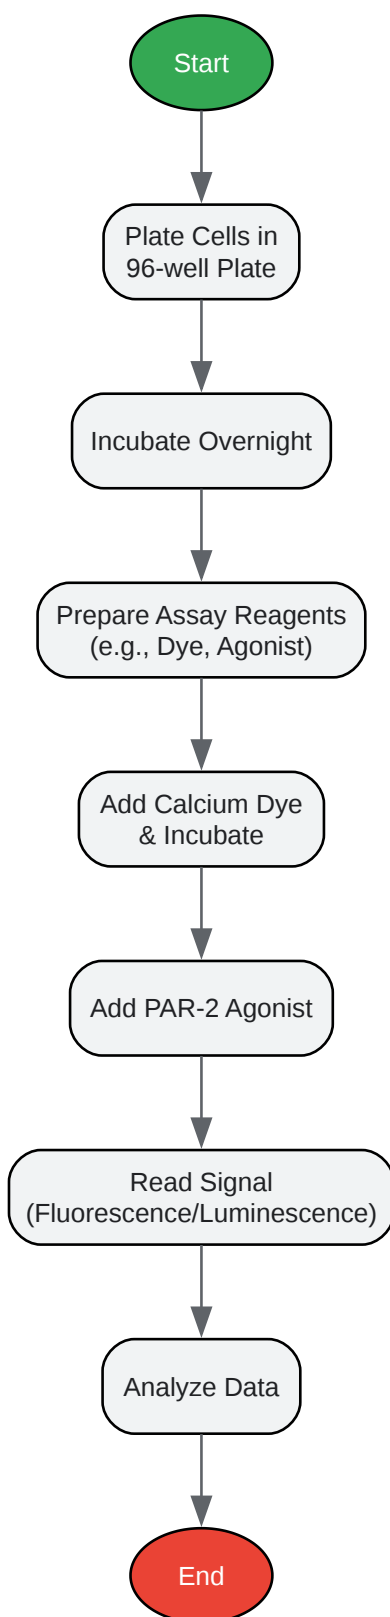 Start
Plate Cells in
96-well Plate
Incubate Overnight
Prepare Assay Reagents
(e.g., Dye, Agonist)
Add Calcium Dye
& Incubate
Add PAR-2 Agonist
Read Signal
(Fluorescence/Luminescence)
Analyze Data
End